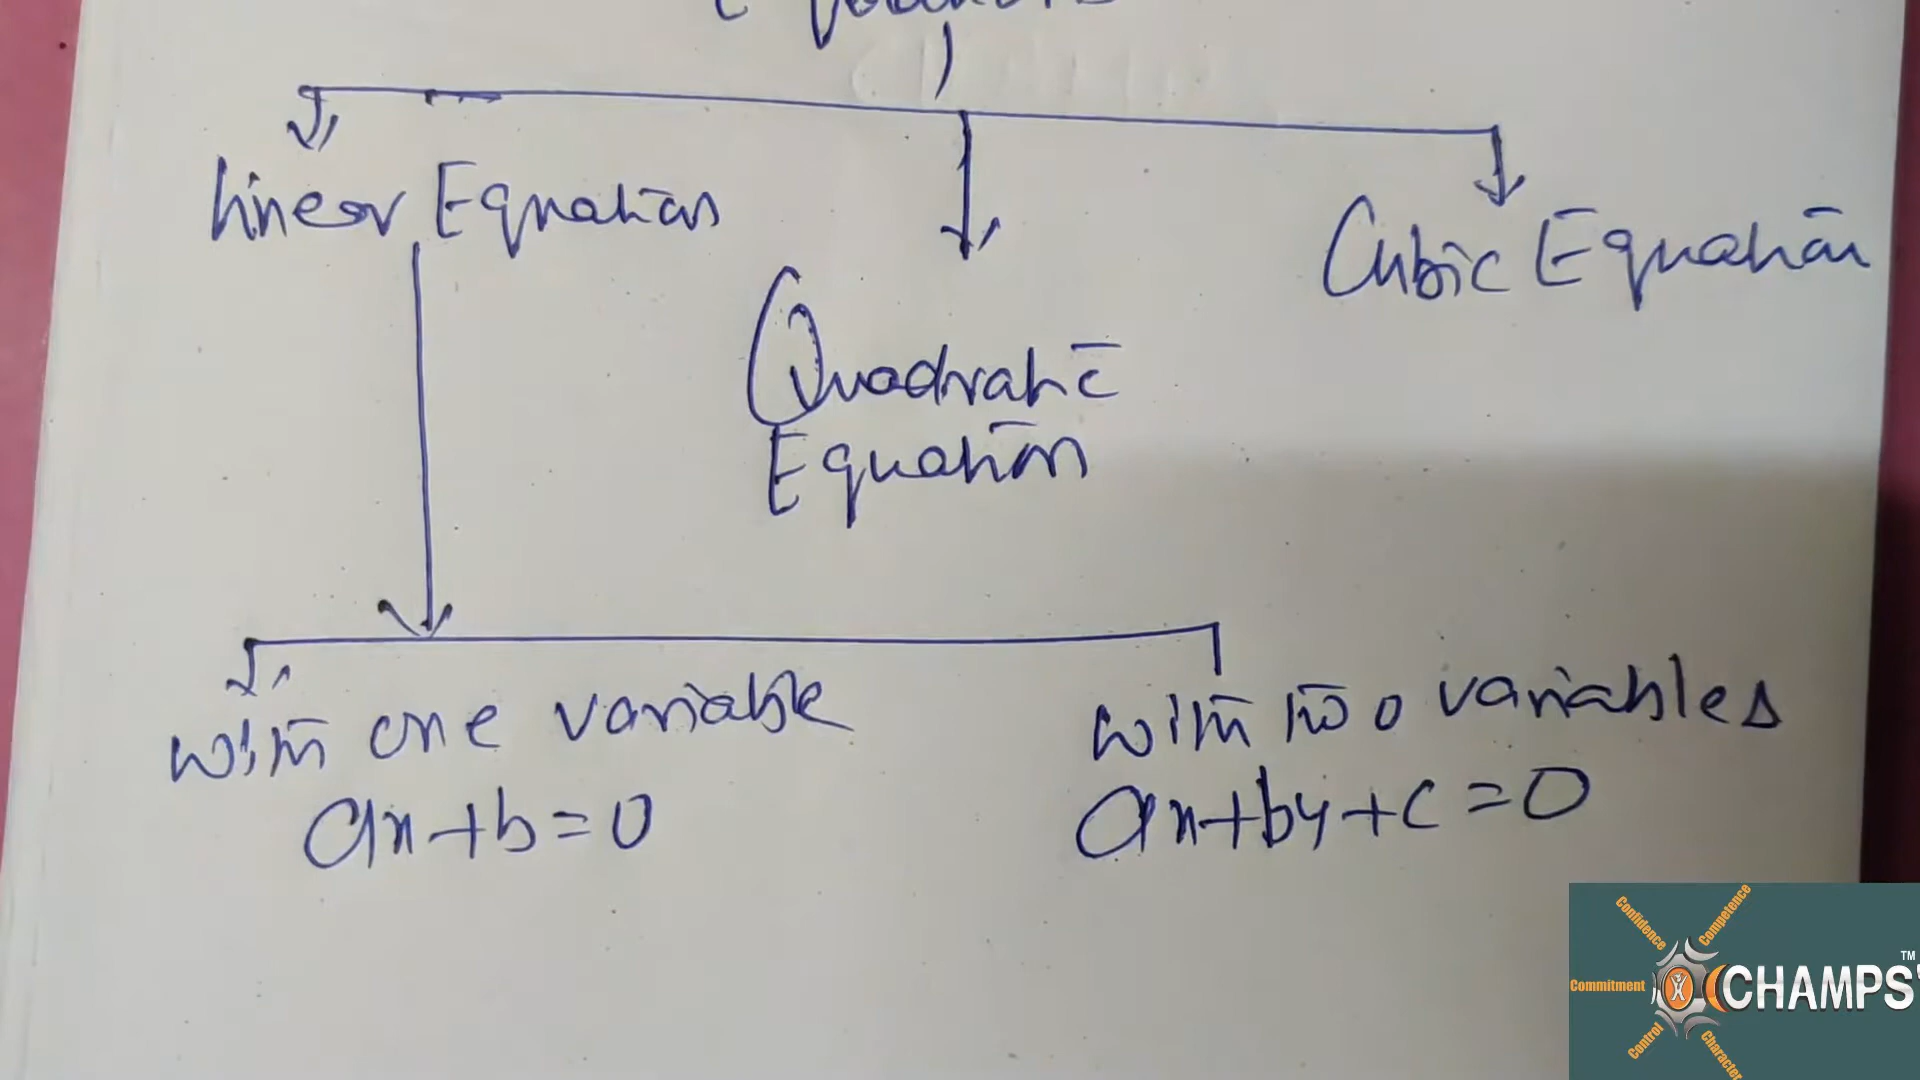 Equations
Linear Equation
Cubic Equation
Quadratic
Equation
with one variable
with two variables
ax+b=0
ax+by+c=0
Confidence
Competence
Commitment
CHAMPS
TM
Control
Character